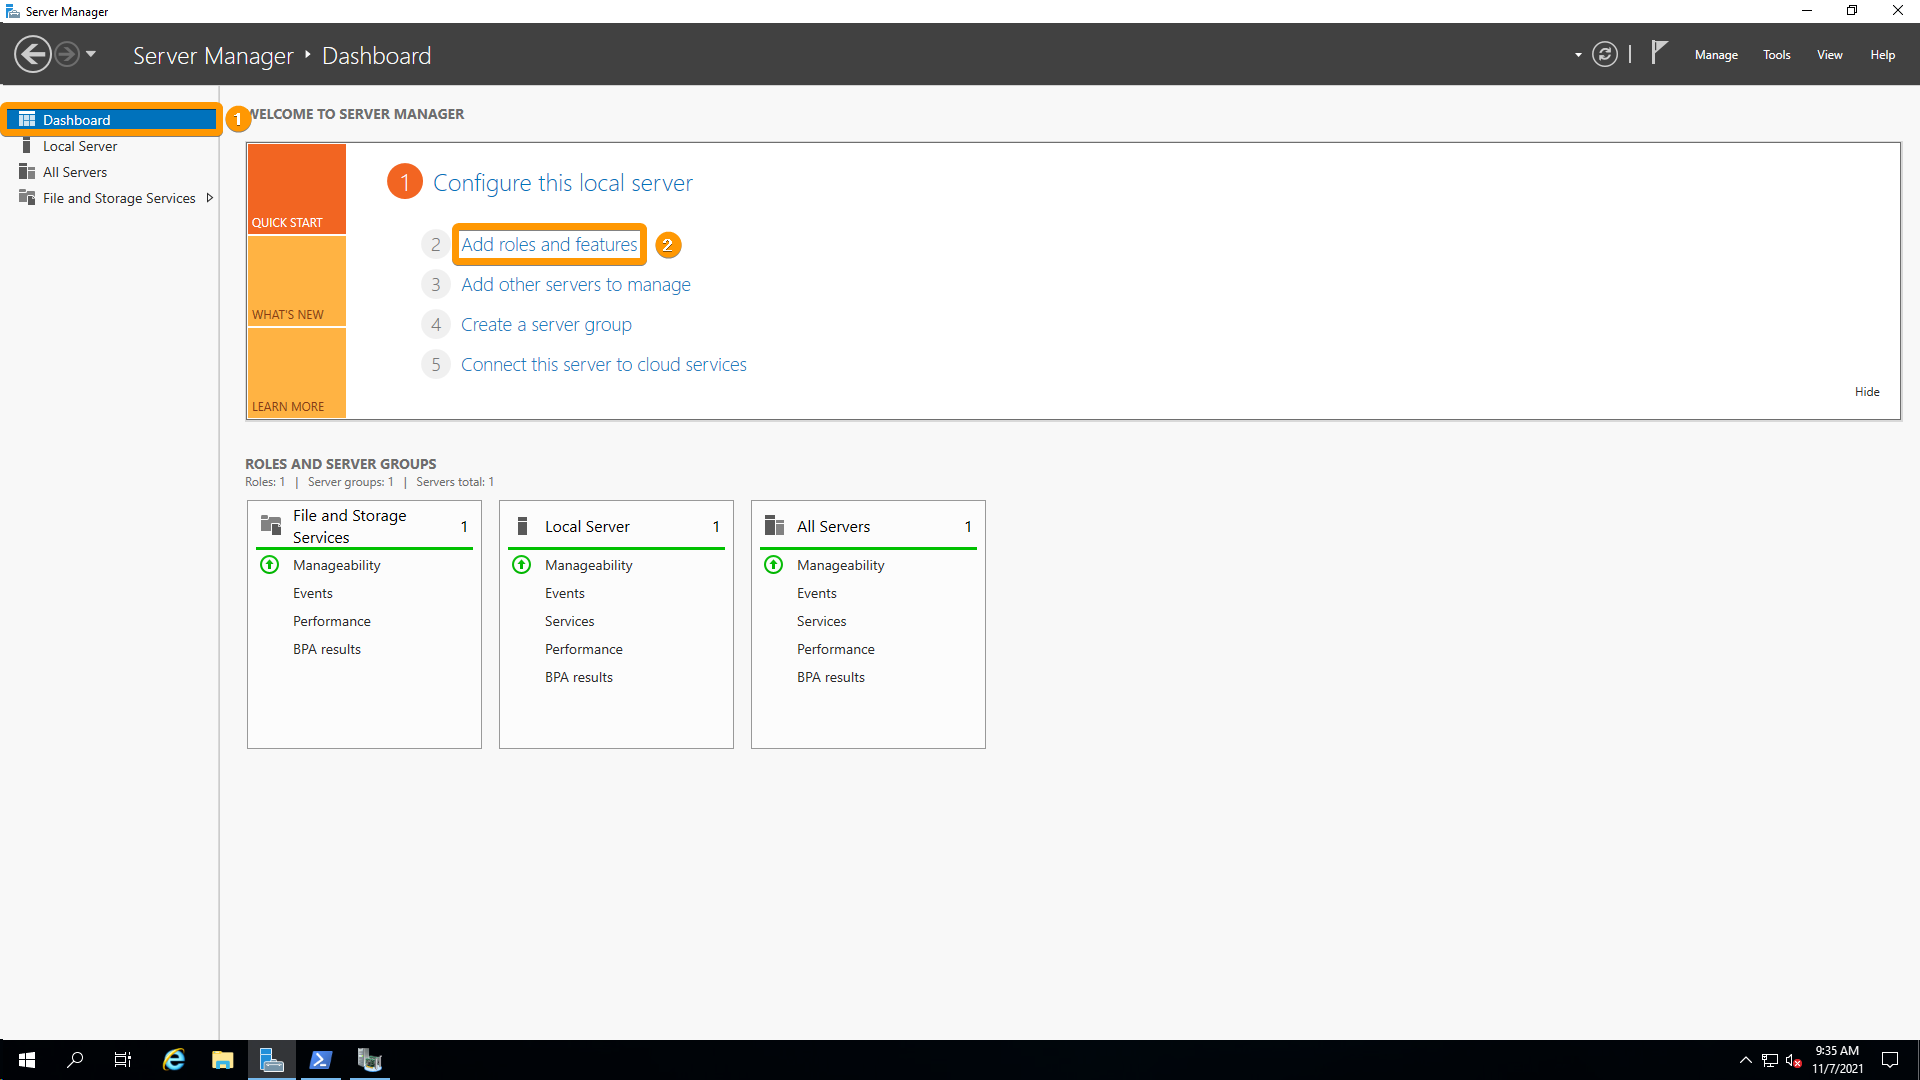 Server Manager
Server Manager Dashboard
Manage Tools View Help
Dashboard
1
Local Server
All Servers
File and Storage Services
WELCOME TO SERVER MANAGER
QUICK START
WHAT'S NEW
LEARN MORE
1 Configure this local server
2 Add roles and features 2
3 Add other servers to manage
4 Create a server group
5 Connect this server to cloud services
Hide
ROLES AND SERVER GROUPS
Roles: 1 | Server groups: 1 | Servers total: 1
File and Storage
Services
1
Manageability
Events
Performance
BPA results
Local Server 1
Manageability
Events
Services
Performance
BPA results
All Servers 1
Manageability
Events
Services
Performance
BPA results
9:35 AM
11/7/2021